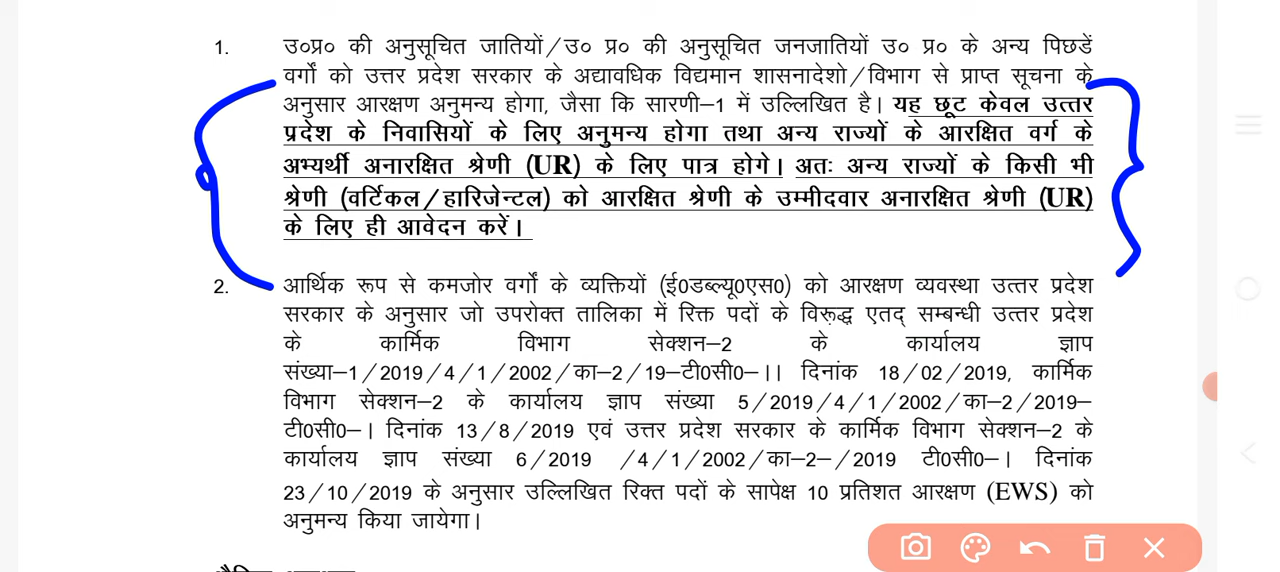 1. उ०प्र० की अनुसूचित जातियों/उ० प्र० की अनुसूचित जनजातियों उ० प्र० के अन्य पिछडें
वर्गों को उत्तर प्रदेश सरकार के अद्यावधिक विद्यमान शासनादेशो/विभाग से प्राप्त सूचना के
अनुसार आरक्षण अनुमन्य होगा, जैसा कि सारणी–1 में उल्लिखित है। यह छूट केवल उत्तर
प्रदेश के निवासियों के लिए अनुमन्य होगा तथा अन्य राज्यों के आरक्षित वर्ग के
अभ्यर्थी अनारक्षित श्रेणी (UR) के लिए पात्र होगे। अतः अन्य राज्यों के किसी भी
श्रेणी (वर्टिकल/हारिजेन्टल) को आरक्षित श्रेणी के उम्मीदवार अनारक्षित श्रेणी (UR)
के लिए ही आवेदन करें।
2. आर्थिक रूप से कमजोर वर्गों के व्यक्तियों (ई0डब्ल्यू0एस0) को आरक्षण व्यवस्था उत्तर प्रदेश
सरकार के अनुसार जो उपरोक्त तालिका में रिक्त पदों के विरूद्ध एतद् सम्बन्धी उत्तर प्रदेश
के कार्मिक विभाग सेक्शन–2 के कार्यालय ज्ञाप
संख्या–1/2019/4/1/2002/का–2/19–टी0सी0–।। दिनांक 18/02/2019, कार्मिक
विभाग सेक्शन–2 के कार्यालय ज्ञाप संख्या 5/2019/4/1/2002/का–2/2019–
टी0सी0–। दिनांक 13/8/2019 एवं उत्तर प्रदेश सरकार के कार्मिक विभाग सेक्शन–2 के
कार्यालय ज्ञाप संख्या 6/2019 /4/1/2002/का–2–/2019 टी0सी0–। दिनांक
23/10/2019 के अनुसार उल्लिखित रिक्त पदों के सापेक्ष 10 प्रतिशत आरक्षण (EWS) को
अनुमन्य किया जायेगा।